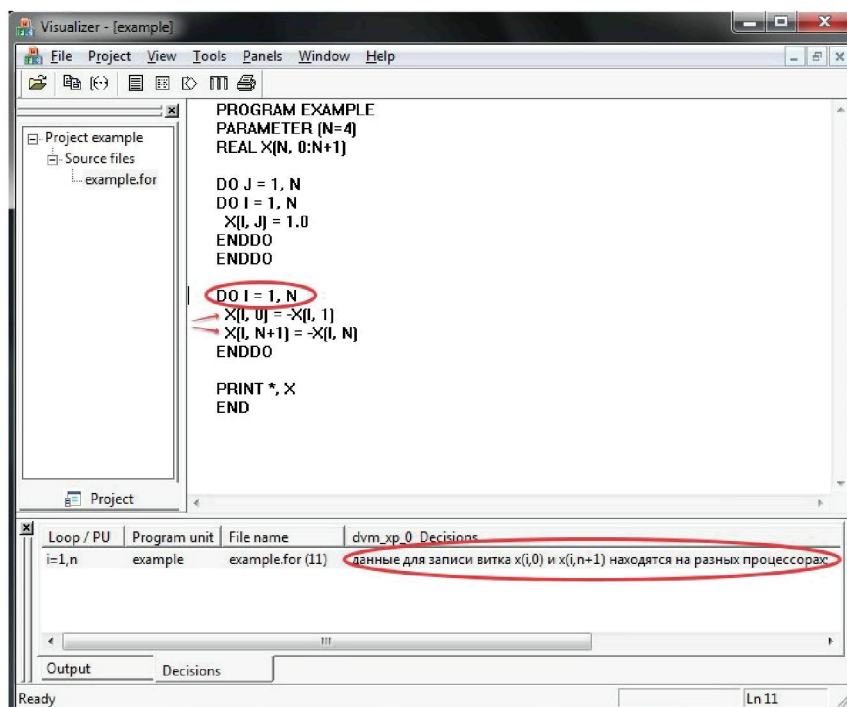 Visualizer - [example]
File Project View Tools Panels Window Help
Project example
Source files
example.for
Project
PROGRAM EXAMPLE
PARAMETER (N=4)
REAL X(N, 0:N+1)
DO J = 1, N
DO I = 1, N
X(I, J) = 1.0
ENDDO
ENDDO
DO I = 1, N
X(I, 0) = -X(I, 1)
X(I, N+1) = -X(I, N)
ENDDO
PRINT *, X
END
Loop / PU Program unit File name dvm_xp_0 Decisions
i=1,n example example.for (11) данные для записи витка x(i,0) и x(i,n+1) находятся на разных процессорах
Output Decisions
Ready Ln 11